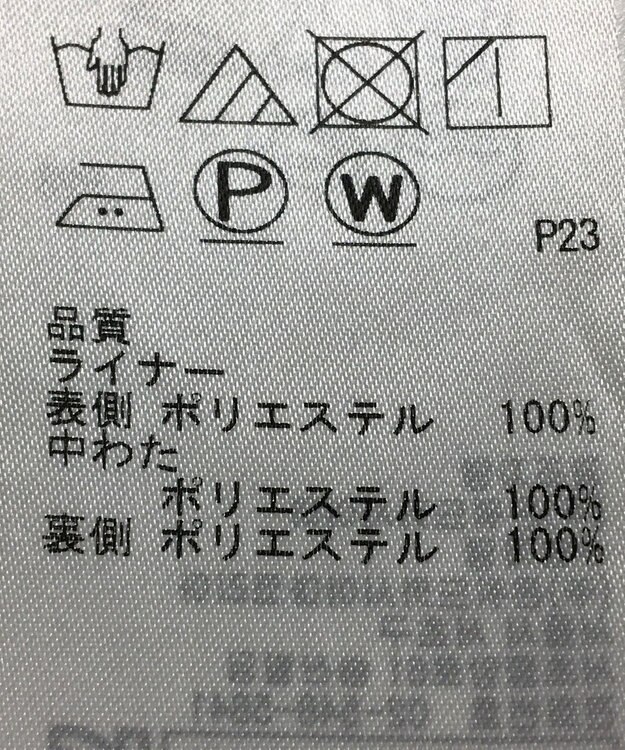 P W
P23
品質
ライナー
表側 ポリエステル 100%
中わた
ポリエステル 100%
裏側 ポリエステル 100%